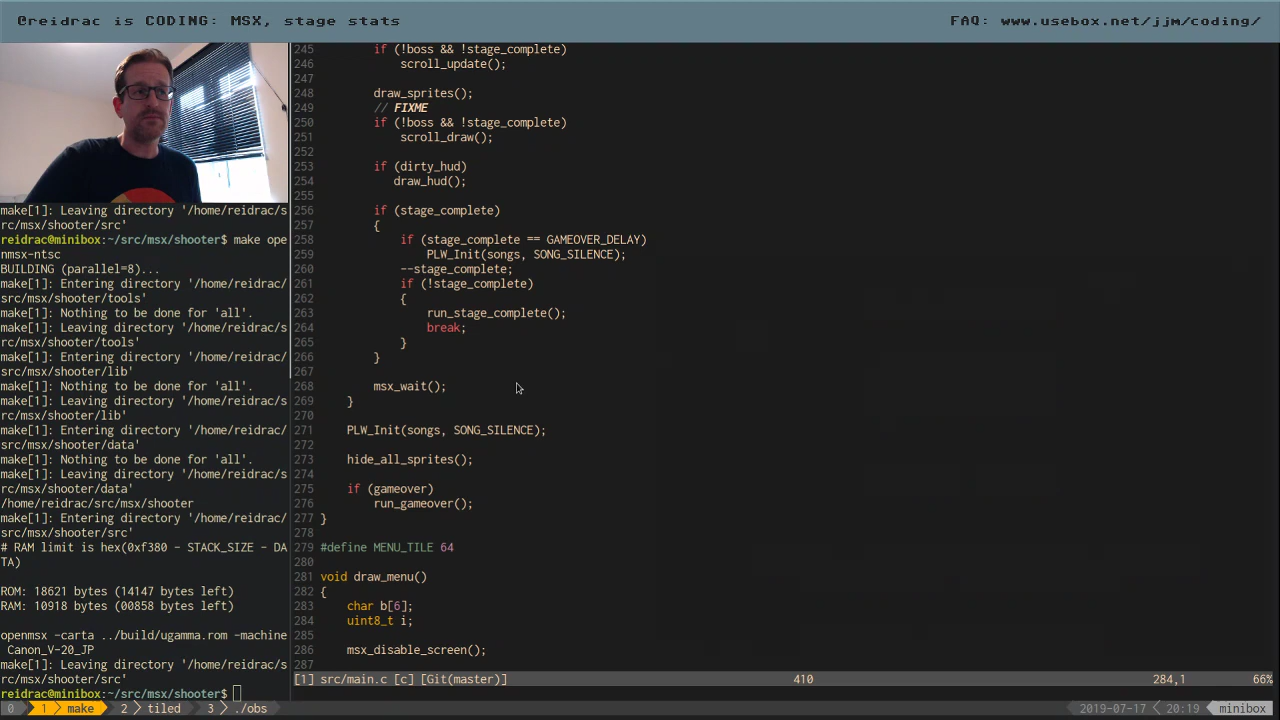 @reidrac is CODING: MSX, stage stats
FAQ: www.usebox.net/jjm/coding/
make[1]: Leaving directory '/home/reidrac/s
rc/msx/shooter/src'
reidrac@minibox:~/src/msx/shooter$ make ope
nmsx-ntsc
BUILDING (parallel=8)...
make[1]: Entering directory '/home/reidrac/
src/msx/shooter/tools'
make[1]: Nothing to be done for 'all'.
make[1]: Leaving directory '/home/reidrac/s
rc/msx/shooter/tools'
make[1]: Entering directory '/home/reidrac/
src/msx/shooter/lib'
make[1]: Nothing to be done for 'all'.
make[1]: Leaving directory '/home/reidrac/s
rc/msx/shooter/lib'
make[1]: Entering directory '/home/reidrac/
src/msx/shooter/data'
make[1]: Nothing to be done for 'all'.
make[1]: Leaving directory '/home/reidrac/s
rc/msx/shooter/data'
/home/reidrac/src/msx/shooter
make[1]: Entering directory '/home/reidrac/
src/msx/shooter/src'
# RAM limit is hex(0xf380 - STACK_SIZE - DA
TA)
ROM: 18621 bytes (14147 bytes left)
RAM: 10918 bytes (00858 bytes left)
openmsx -carta ../build/ugamma.rom -machine
Canon_V-20_JP
make[1]: Leaving directory '/home/reidrac/s
rc/msx/shooter/src'
reidrac@minibox:~/src/msx/shooter$
245 if (!boss && !stage_complete)
246 scroll_update();
247
248 draw_sprites();
249 // FIXME
250 if (!boss && !stage_complete)
251 scroll_draw();
252
253 if (dirty_hud)
254 draw_hud();
255
256 if (stage_complete)
257 {
258 if (stage_complete == GAMEOVER_DELAY)
259 PLW_Init(songs, SONG_SILENCE);
260 --stage_complete;
261 if (!stage_complete)
262 {
263 run_stage_complete();
264 break;
265 }
266 }
267
268 msx_wait();
269 }
270
271 PLW_Init(songs, SONG_SILENCE);
272
273 hide_all_sprites();
274
275 if (gameover)
276 run_gameover();
277 }
278
279 #define MENU_TILE 64
280
281 void draw_menu()
282 {
283 char b[6];
284 uint8_t i;
285
286 msx_disable_screen();
287
[1] src/main.c [c] [Git(master)] 410 284,1 66%
0 1 make 2 tiled 3 ./obs 2019-07-17 20:19 minibox